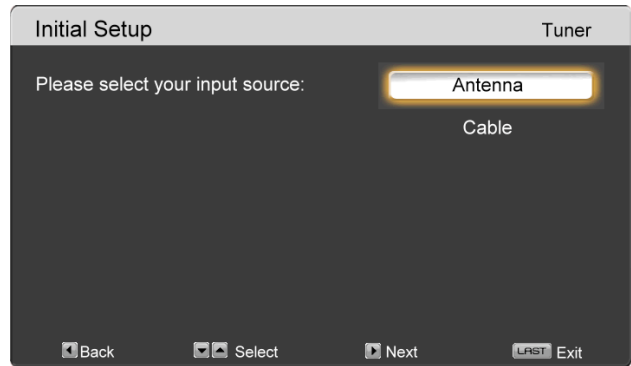 Initial Setup Tuner
Please select your input source: Antenna
Cable
Back Select Next LAST Exit